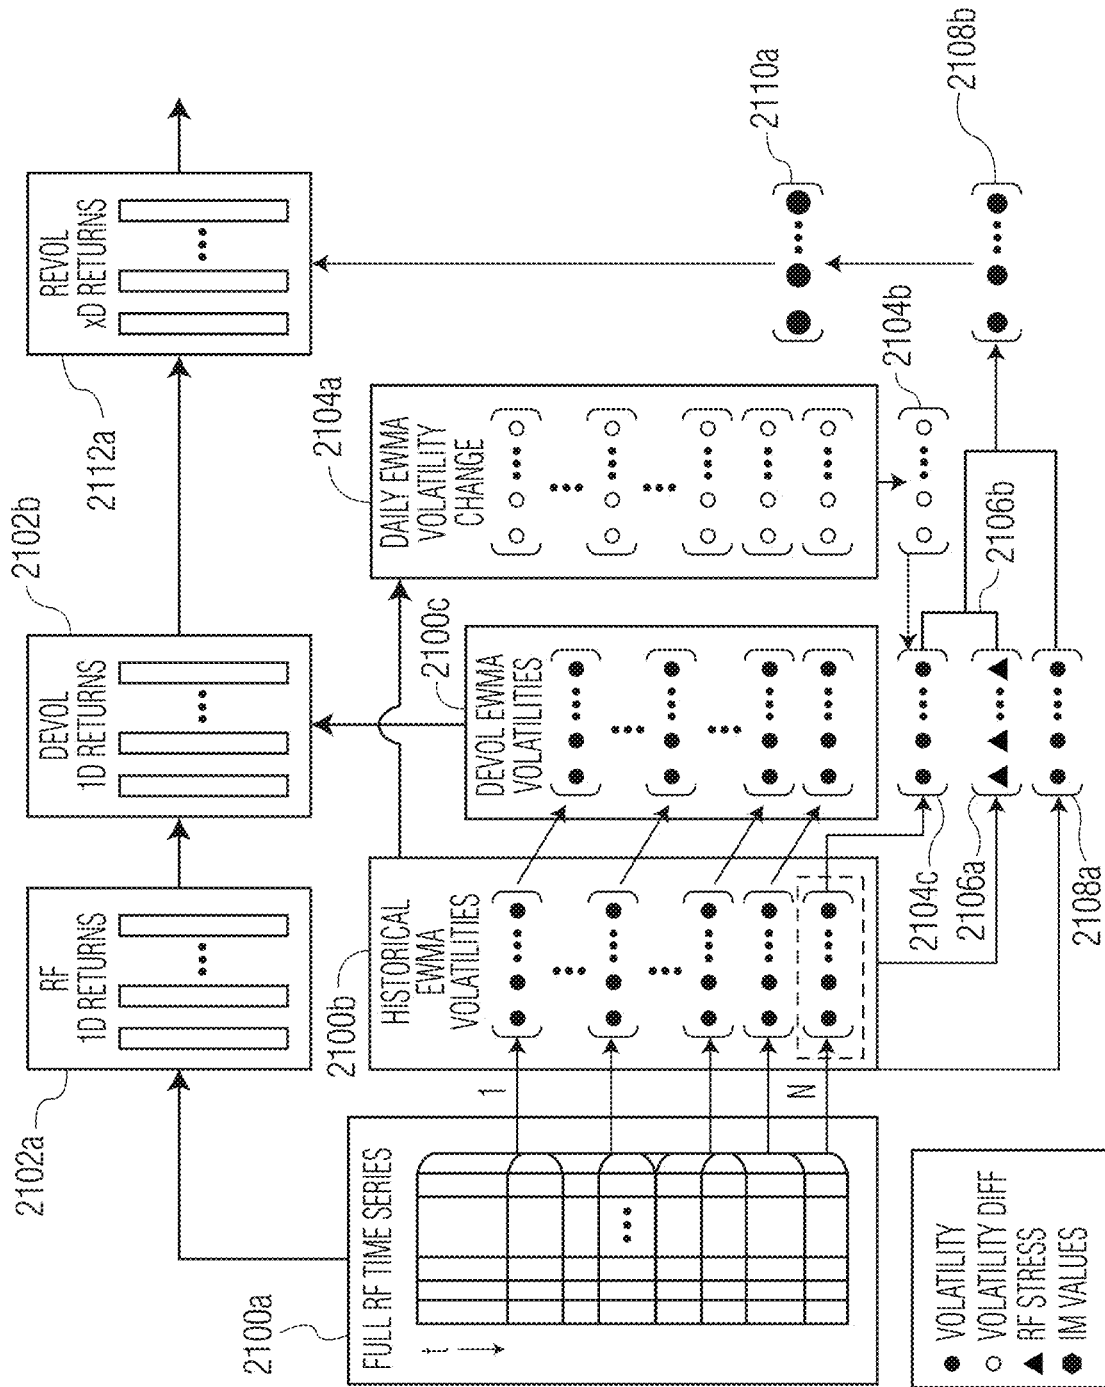 2100a
FULL RF TIME SERIES
t
1
N
2102a
RF
1D RETURNS
2100b
HISTORICAL
EWMA
VOLATILITIES
2102b
DEVOL
1D RETURNS
2100c
DEVOL EWMA
VOLATILITIES
2104a
DAILY EWMA
VOLATILITY
CHANGE
2112a
REVOL
xD RETURNS
2104b
2104c
2106a
2106b
2108a
2108b
2110a
VOLATILITY
VOLATILITY DIFF
RF STRESS
IM VALUES